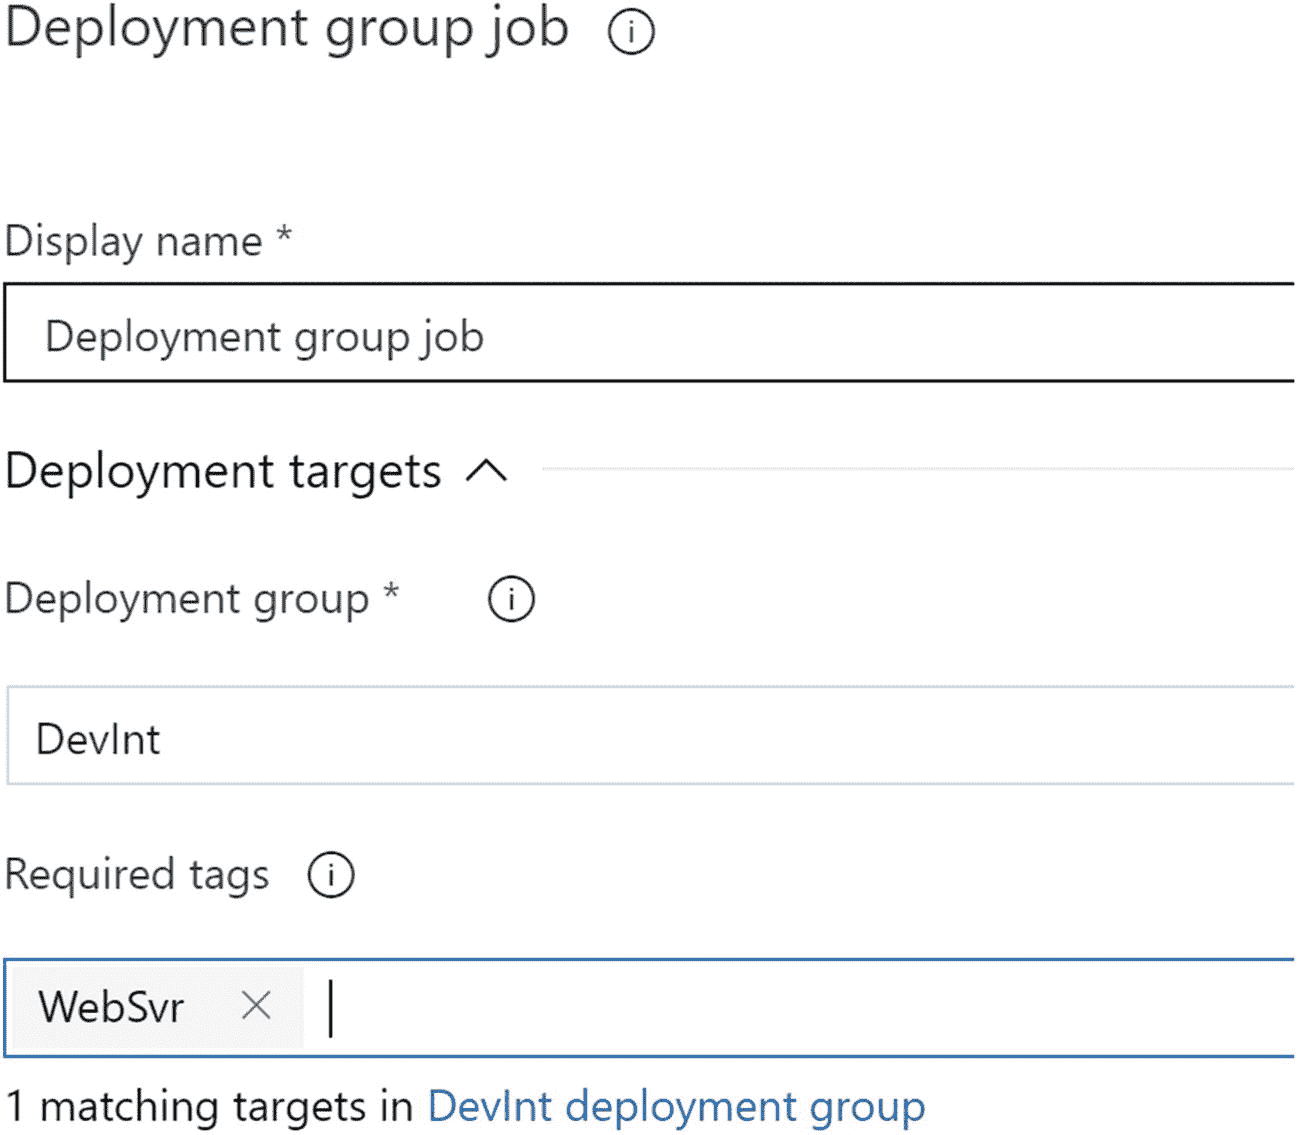 Deployment group job
Display name *
Deployment group job
Deployment targets
Deployment group *
DevInt
Required tags
WebSvr
1 matching targets in DevInt deployment group